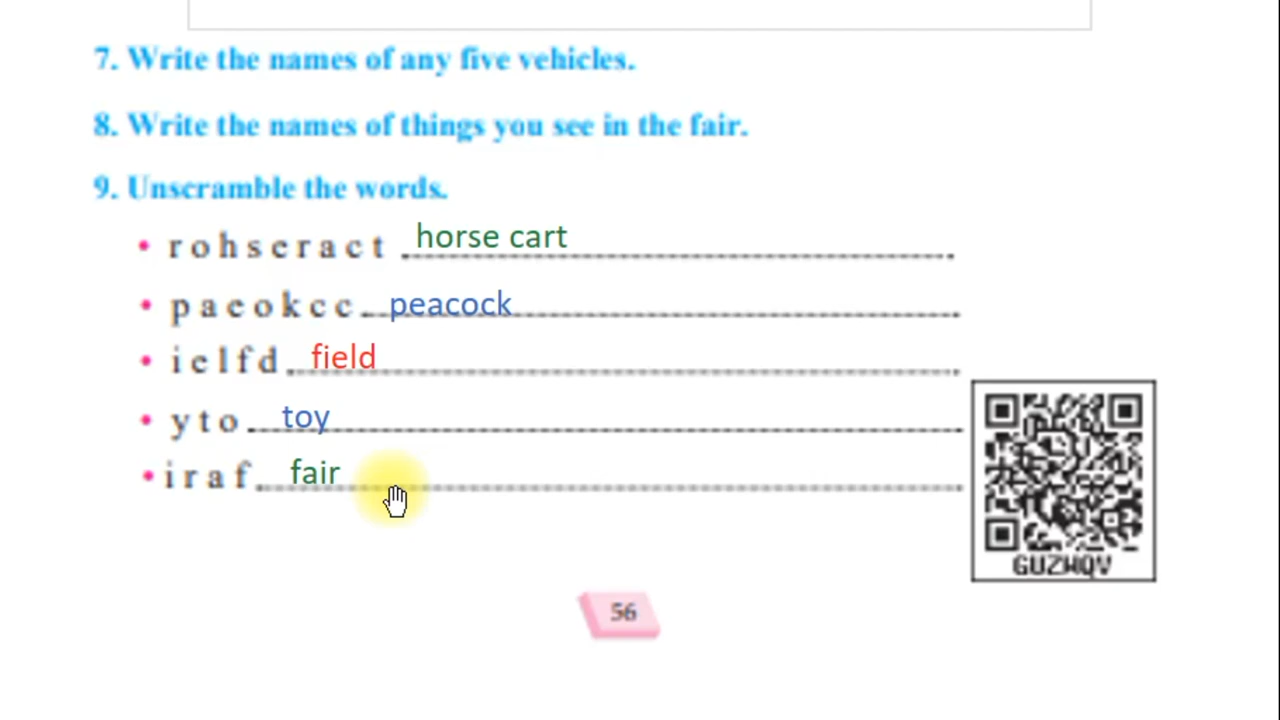 7. Write the names of any five vehicles.
8. Write the names of things you see in the fair.
9. Unscramble the words.
• r o h s e r a c t horse cart
• p a e o k c c peacock
• i e l f d field
• y t o toy
• i r a f fair
GUZWQV
56